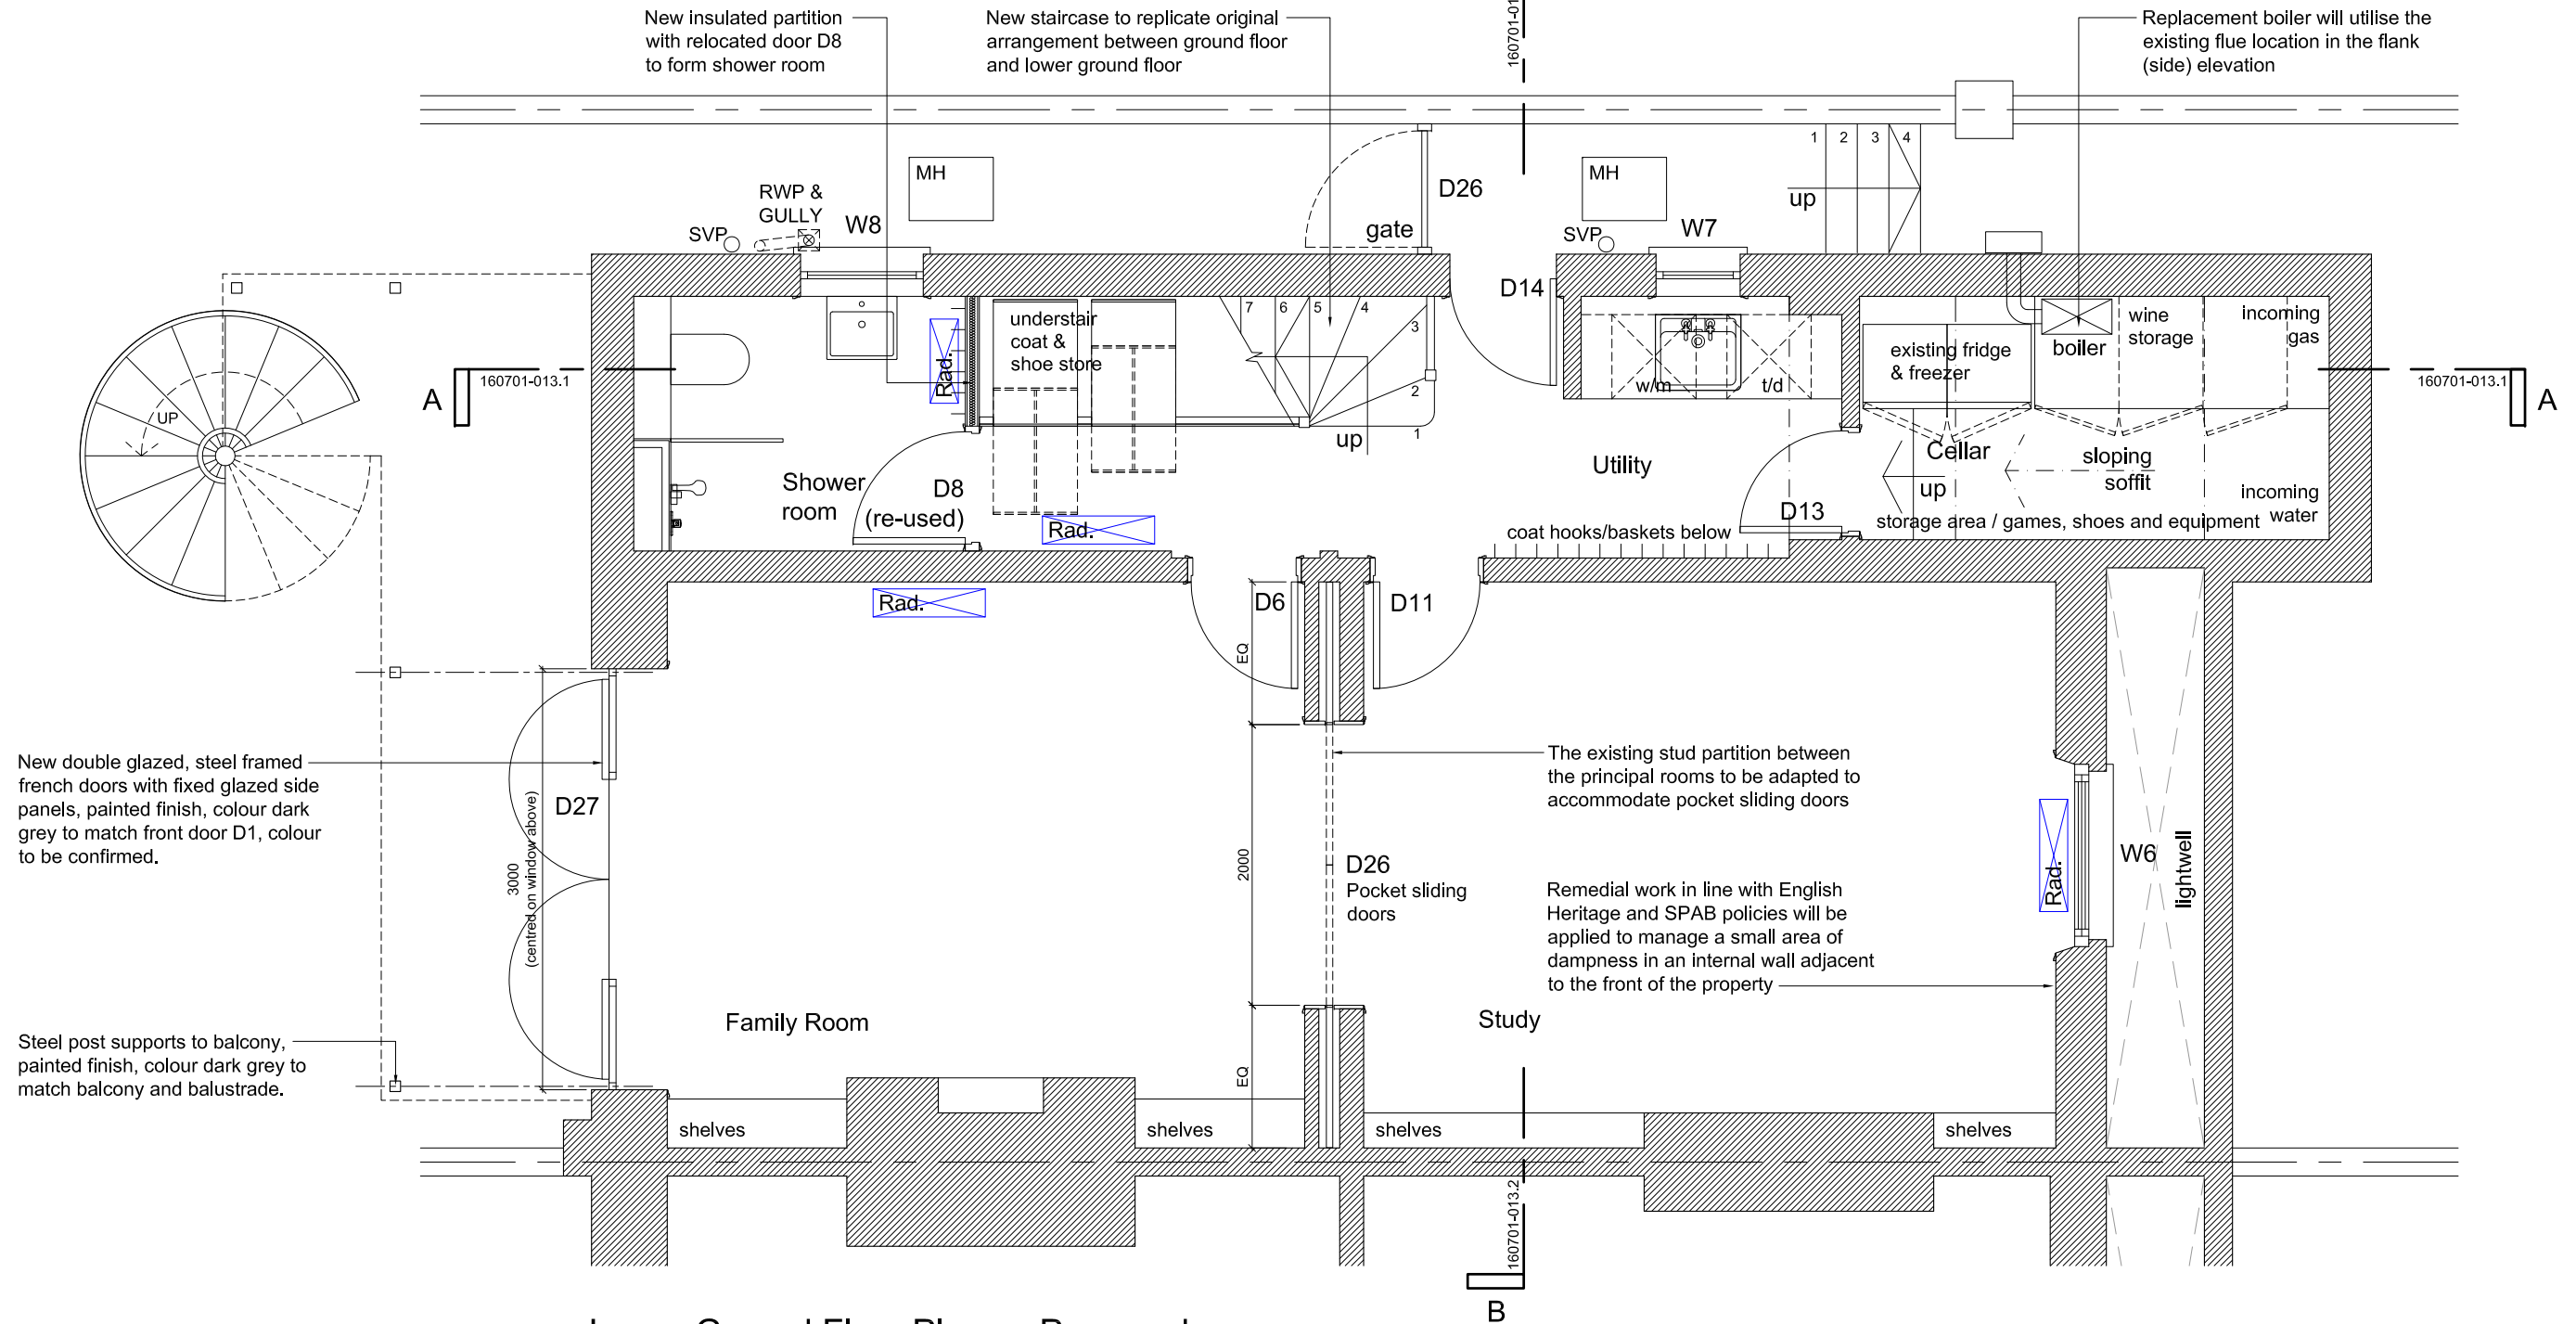 New insulated partition
with relocated door D8
to form shower room
New staircase to replicate original
arrangement between ground floor
and lower ground floor
160701-01
Replacement boiler will utilise the
existing flue location in the flank
(side) elevation
MH
RWP &
GULLY
SVP
W8
D26
gate
MH
SVP
W7
1 2 3 4
up
D14
understair
coat &
shoe store
7 6 5 4
3
2
1
up
Rad.
w/m
t/d
existing fridge
& freezer
boiler
wine
storage
incoming
gas
A
160701-013.1
160701-013.1
A
UP
Cellar
up
sloping
soffit
incoming
water
storage area / games, shoes and equipment
Shower
room
D8
(re-used)
Rad.
Utility
D13
coat hooks/baskets below
Rad.
D6
D11
EQ
New double glazed, steel framed
french doors with fixed glazed side
panels, painted finish, colour dark
grey to match front door D1, colour
to be confirmed.
D27
3000
(centred on window above)
2000
The existing stud partition between
the principal rooms to be adapted to
accommodate pocket sliding doors
D26
Pocket sliding
doors
Remedial work in line with English
Heritage and SPAB policies will be
applied to manage a small area of
dampness in an internal wall adjacent
to the front of the property
Rad.
W6
lightwell
Family Room
Study
Steel post supports to balcony,
painted finish, colour dark grey to
match balcony and balustrade.
EQ
shelves
shelves
shelves
shelves
160701-013.2
B